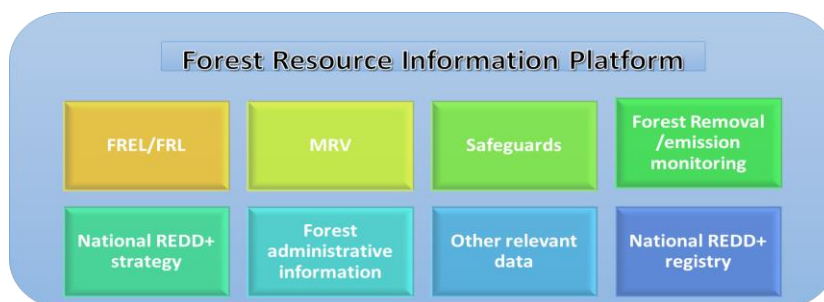 Forest Resource Information Platform
FREL/FRL
MRV
Safeguards
Forest Removal
/emission
monitoring
National REDD+
strategy
Forest
administrative
information
Other relevant
data
National REDD+
registry